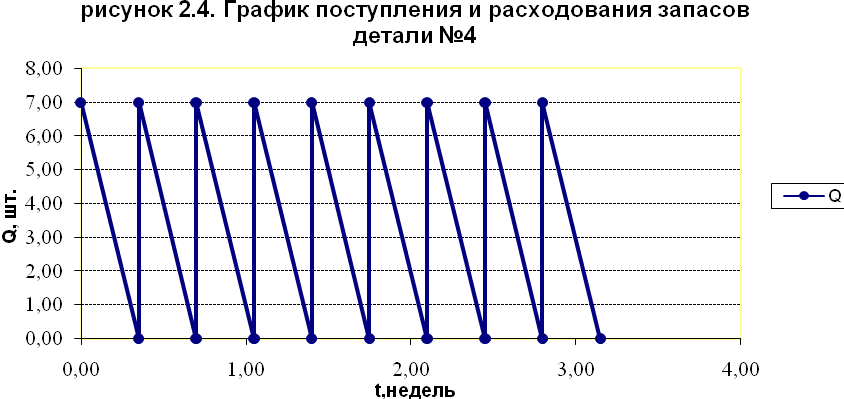 рисунок 2.4. График поступления и расходования запасов
детали №4
8,00
7,00
6,00
5,00
4,00
3,00
2,00
1,00
0,00
Q, шт.
0,00 1,00 2,00 3,00 4,00
t,недель
Q